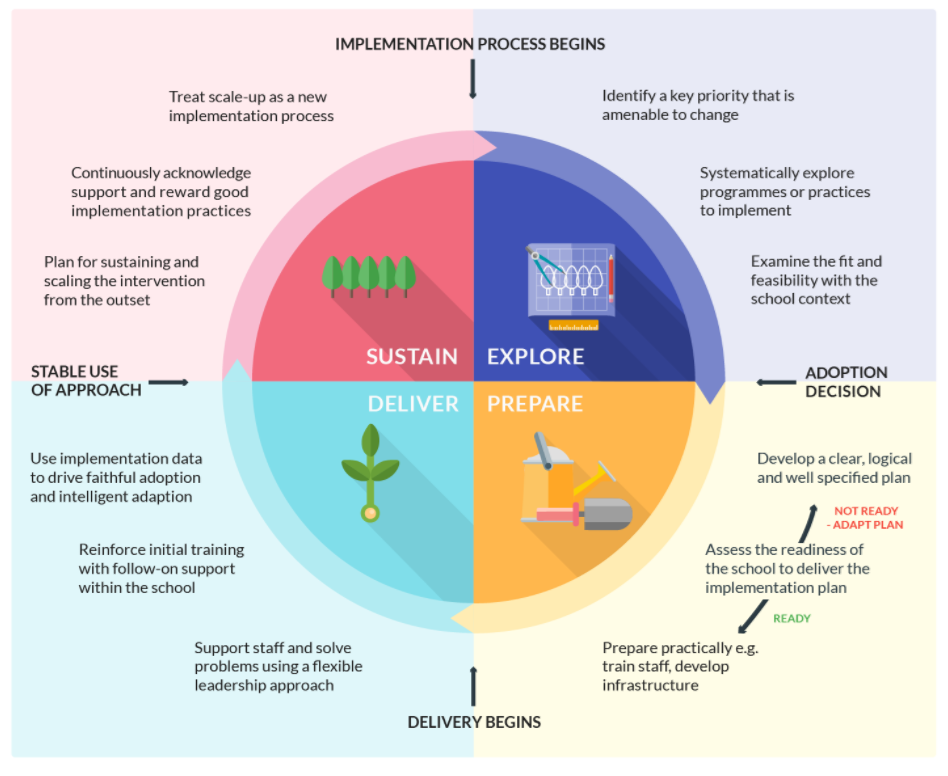 IMPLEMENTATION PROCESS BEGINS
Treat scale-up as a new
implementation process
Identify a key priority that is
amenable to change
Continuously acknowledge
support and reward good
implementation practices
Systematically explore
programmes or practices
to implement
Plan for sustaining and
scaling the intervention
from the outset
Examine the fit and
feasibility with the
school context
SUSTAIN
EXPLORE
STABLE USE
OF APPROACH
ADOPTION
DECISION
DELIVER
PREPARE
Use implementation data
to drive faithful adoption
and intelligent adaption
Develop a clear, logical
and well specified plan
NOT READY
- ADAPT PLAN
Reinforce initial training
with follow-on support
within the school
Assess the readiness of
the school to deliver the
implementation plan
READY
Support staff and solve
problems using a flexible
leadership approach
Prepare practically e.g.
train staff, develop
infrastructure
DELIVERY BEGINS